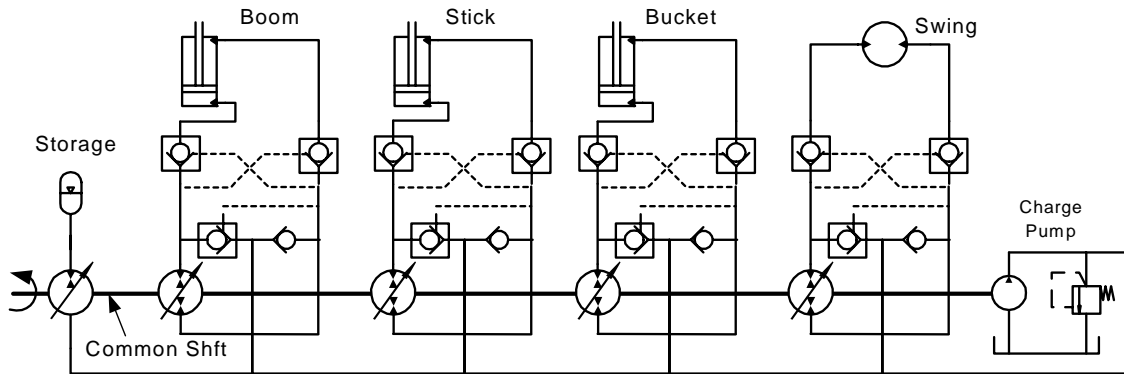 Boom
Stick
Bucket
Swing
Storage
Charge
Pump
Common Shft